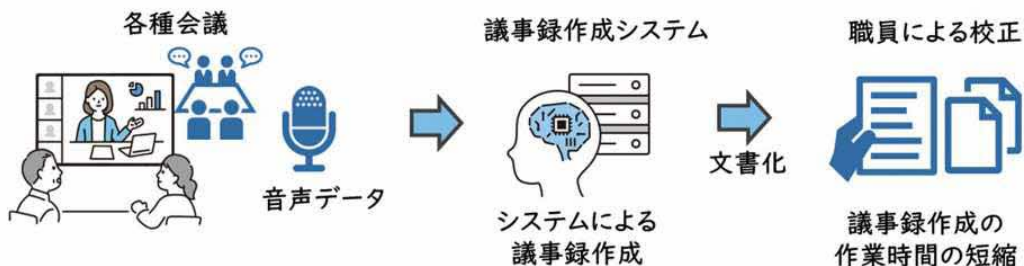 各種会議
音声データ
議事録作成システム
システムによる
議事録作成
文書化
職員による校正
議事録作成の
作業時間の短縮